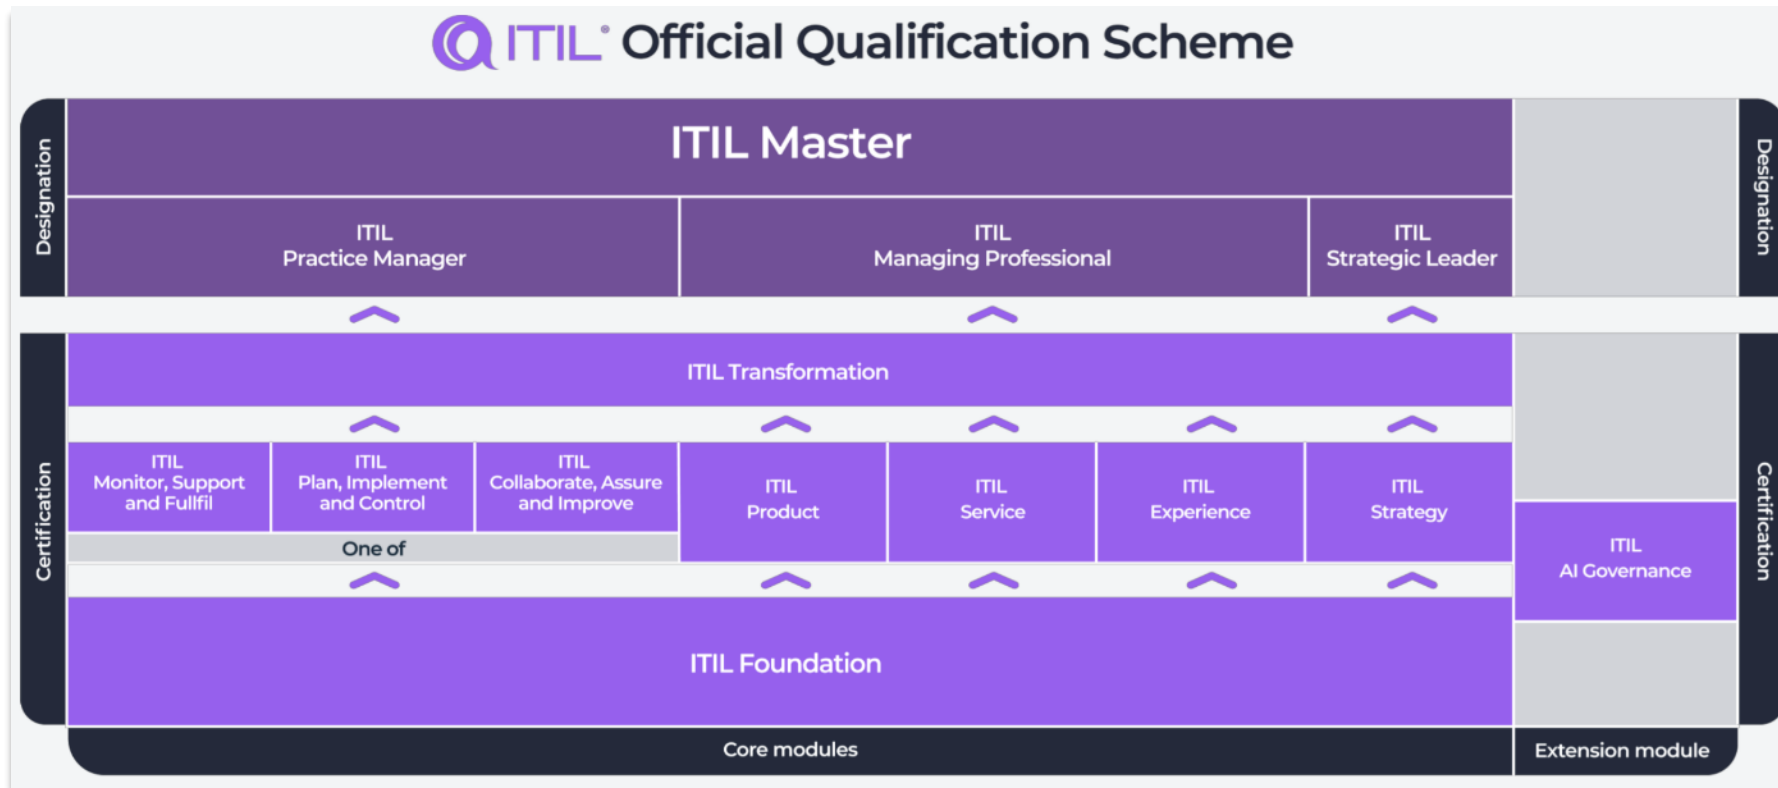 ITIL® Official Qualification Scheme
Designation
ITIL Master
Designation
ITIL
Practice Manager
ITIL
Managing Professional
ITIL
Strategic Leader
Certification
ITIL Transformation
Certification
ITIL
Monitor, Support
and Fullfil
ITIL
Plan, Implement
and Control
ITIL
Collaborate, Assure
and Improve
One of
ITIL
Product
ITIL
Service
ITIL
Experience
ITIL
Strategy
ITIL
AI Governance
ITIL Foundation
Core modules
Extension module